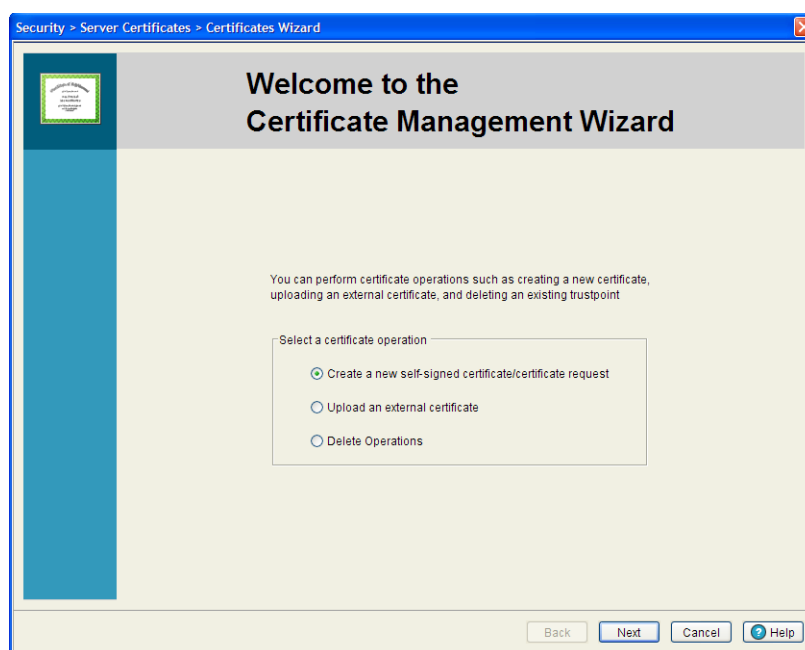 Security > Server Certificates > Certificates Wizard
Welcome to the
Certificate Management Wizard
You can perform certificate operations such as creating a new certificate,
uploading an external certificate, and deleting an existing trustpoint
Select a certificate operation
Create a new self-signed certificate/certificate request
Upload an external certificate
Delete Operations
Back Next Cancel ? Help